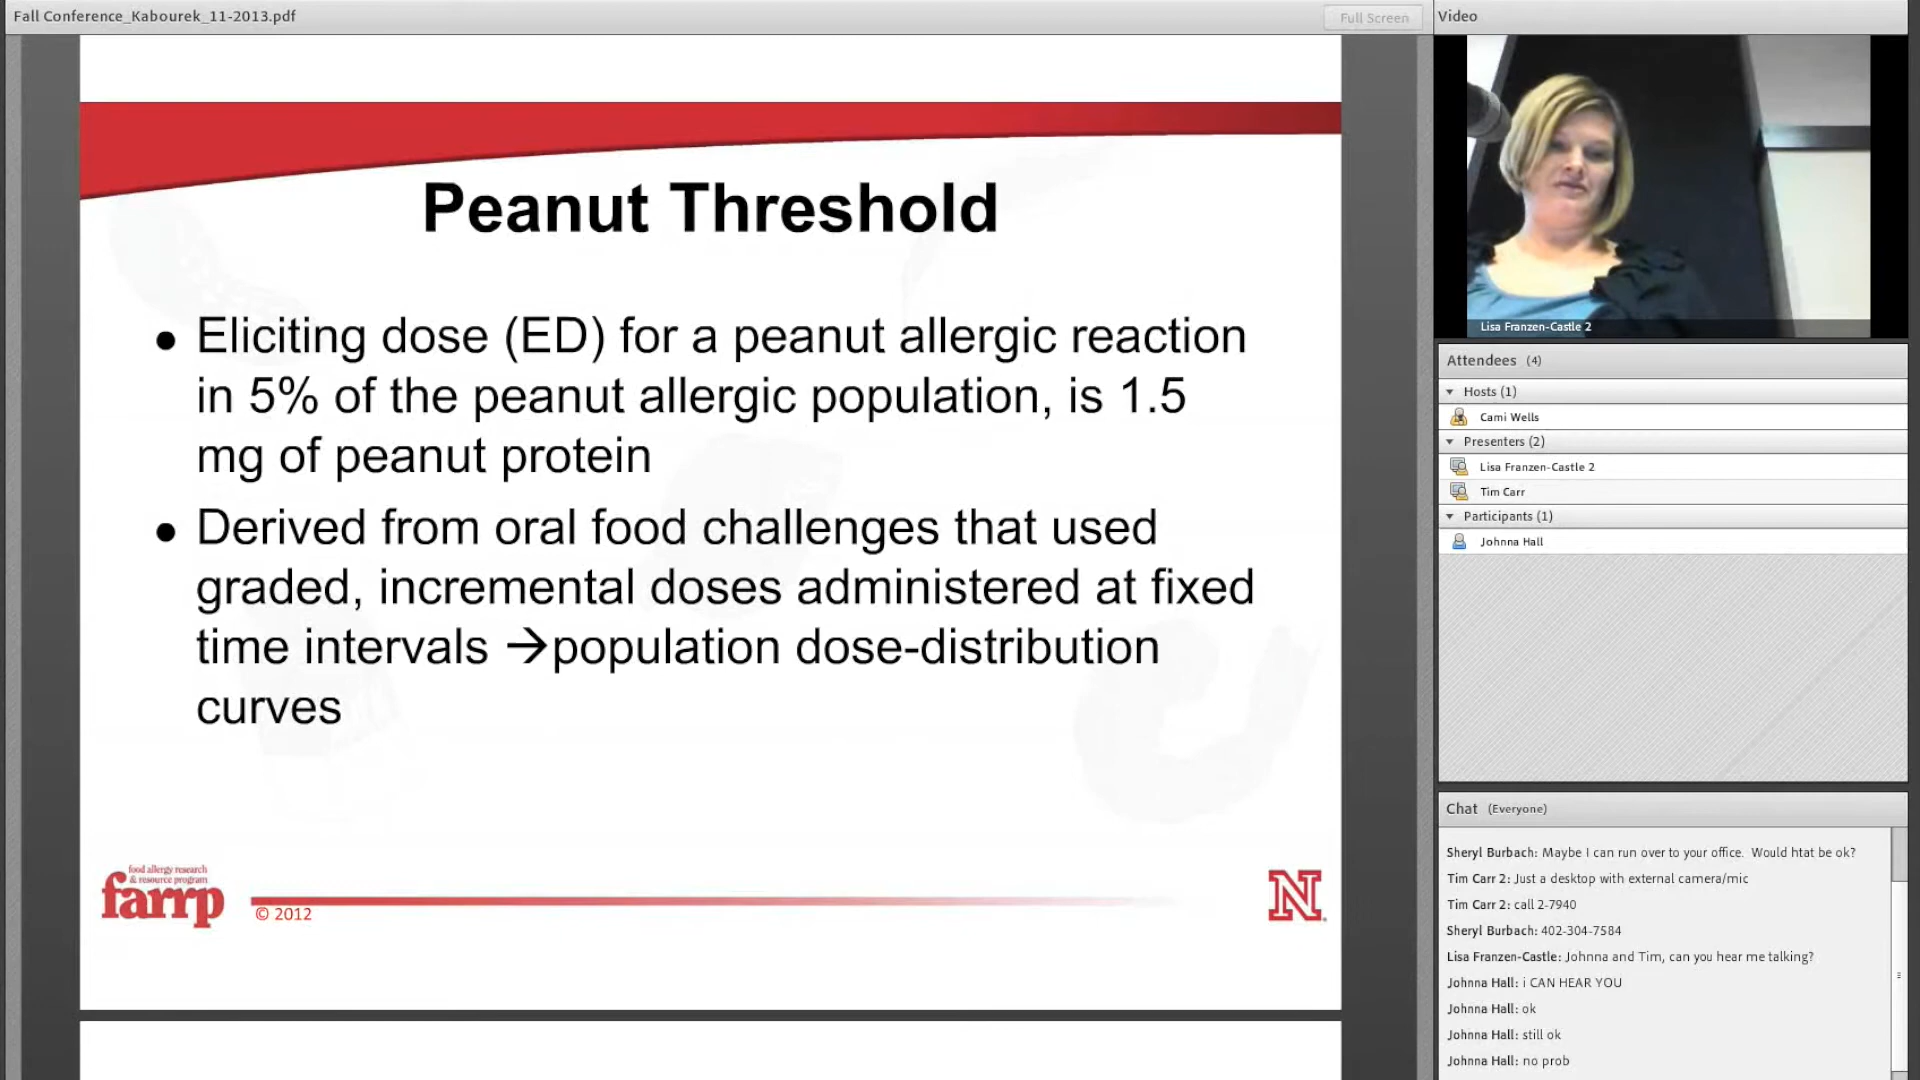 Fall Conference_Kabourek_11-2013.pdf
Full Screen
Peanut Threshold
● Eliciting dose (ED) for a peanut allergic reaction
in 5% of the peanut allergic population, is 1.5
mg of peanut protein
● Derived from oral food challenges that used
graded, incremental doses administered at fixed
time intervals →population dose-distribution
curves
food allergy research
& resource program
farrp
© 2012
N
Video
Lisa Franzen-Castle 2
Attendees (4)
Hosts (1)
Cami Wells
Presenters (2)
Lisa Franzen-Castle 2
Tim Carr
Participants (1)
Johnna Hall
Chat (Everyone)
Sheryl Burbach: Maybe I can run over to your office. Would htat be ok?
Tim Carr 2: Just a desktop with external camera/mic
Tim Carr 2: call 2-7940
Sheryl Burbach: 402-304-7584
Lisa Franzen-Castle: Johnna and Tim, can you hear me talking?
Johnna Hall: i CAN HEAR YOU
Johnna Hall: ok
Johnna Hall: still ok
Johnna Hall: no prob